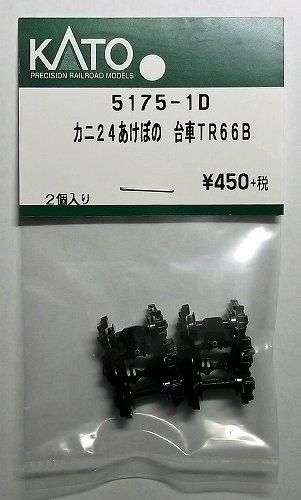 KATO
PRECISION RAILROAD MODELS
5175-1D
カニ24あけぼの 台車TR66B
¥450+税
2個入り